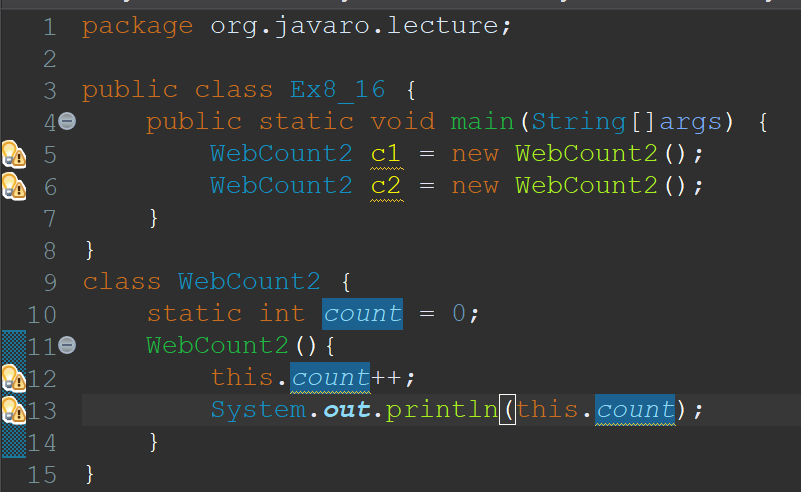 1 package org.javaro.lecture;
2
3 public class Ex8_16 {
4 public static void main(String[]args) {
5 WebCount2 c1 = new WebCount2();
6 WebCount2 c2 = new WebCount2();
7 }
8 }
9 class WebCount2 {
10 static int count = 0;
11 WebCount2(){
12 this.count++;
13 System.out.println(this.count);
14 }
15 }